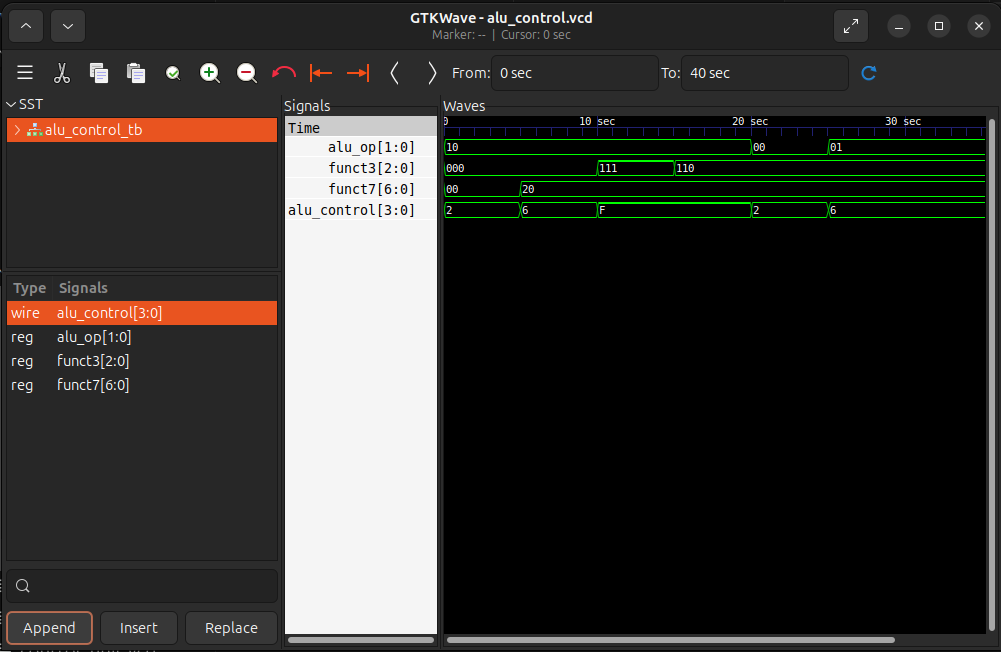 GTKWave - alu_control.vcd
Marker: -- | Cursor: 0 sec
From: 0 sec To: 40 sec
SST
alu_control_tb
Type Signals
wire alu_control[3:0]
reg alu_op[1:0]
reg funct3[2:0]
reg funct7[6:0]
Append Insert Replace
Signals
Time
alu_op[1:0]
funct3[2:0]
funct7[6:0]
alu_control[3:0]
Waves
0 10 sec 20 sec 30 sec
10 00 01
000 111 110
00 20
2 6 F 2 6